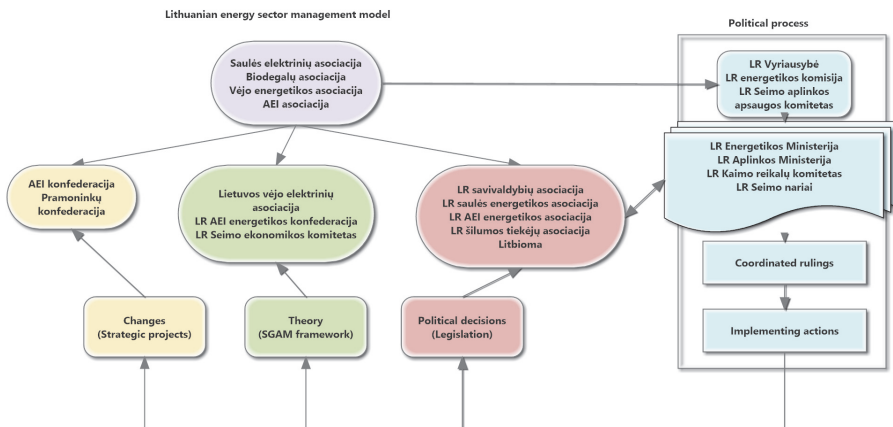 Lithuanian energy sector management model
Political process
Saulės elektrinių asociacija
Biodegalų asociacija
Vėjo energetikos asociacija
AEI asociacija
LR Vyriausybė
LR energetikos komisija
LR Seimo aplinkos
apsaugos komitetas
AEI konfederacija
Pramoninkų
konfederacija
Lietuvos vėjo elektrinių
asociacija
LR AEI energetikos konfederacija
LR Seimo ekonomikos komitetas
LR savivaldybių asociacija
LR saulės energetikos asociacija
LR AEI energetikos asociacija
LR šilumos tiekėjų asociacija
Litbioma
LR Energetikos Ministerija
LR Aplinkos Ministerija
LR Kaimo reikalų komitetas
LR Seimo nariai
Coordinated rulings
Changes
(Strategic projects)
Theory
(SGAM framework)
Political decisions
(Legislation)
Implementing actions